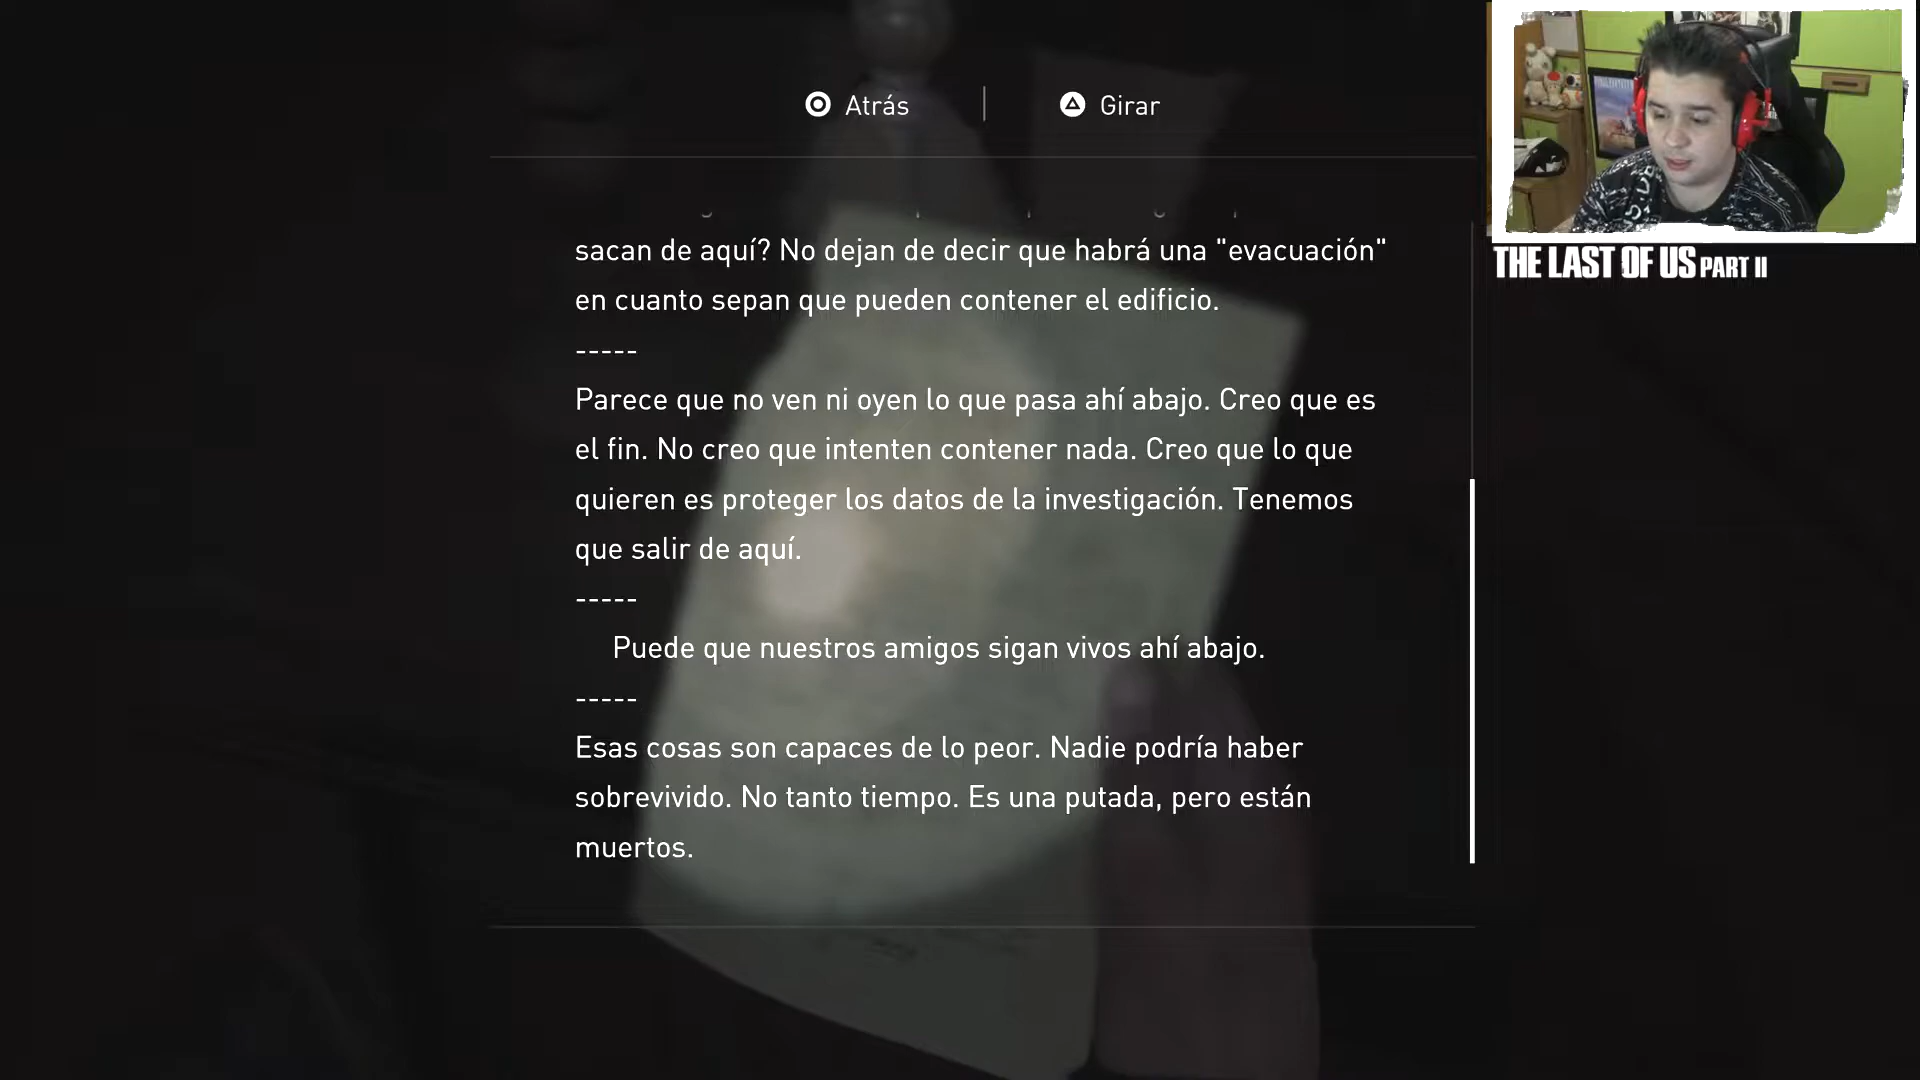 Atrás
Girar
sacan de aquí? No dejan de decir que habrá una "evacuación"
en cuanto sepan que pueden contener el edificio.
-----
Parece que no ven ni oyen lo que pasa ahí abajo. Creo que es
el fin. No creo que intenten contener nada. Creo que lo que
quieren es proteger los datos de la investigación. Tenemos
que salir de aquí.
-----
Puede que nuestros amigos sigan vivos ahí abajo.
-----
Esas cosas son capaces de lo peor. Nadie podría haber
sobrevivido. No tanto tiempo. Es una putada, pero están
muertos.
THE LAST OF US PART II